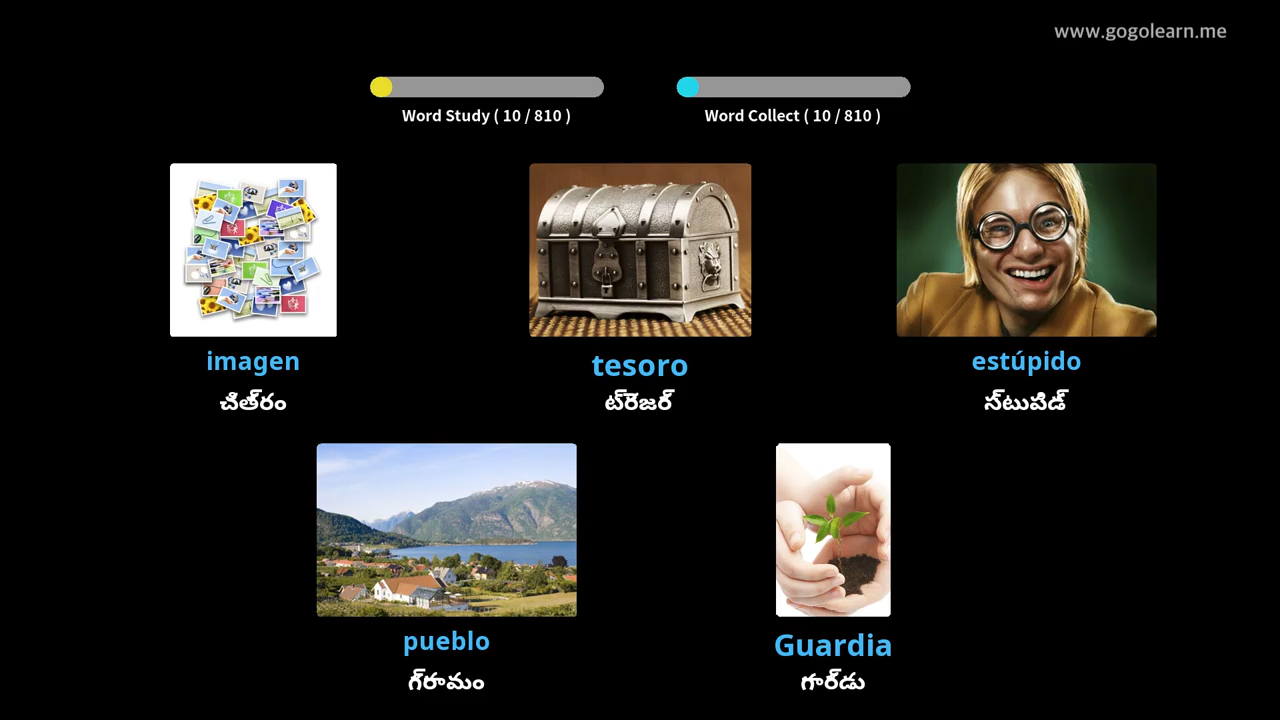 www.gogolearn.me
Word Study ( 10 / 810 )
Word Collect ( 10 / 810 )
imagen
చిత్‌రం
tesoro
ట్‌రెజర్
estúpido
స్‌టుపిడ్
pueblo
గ్‌రామం
Guardia
గార్‌డు